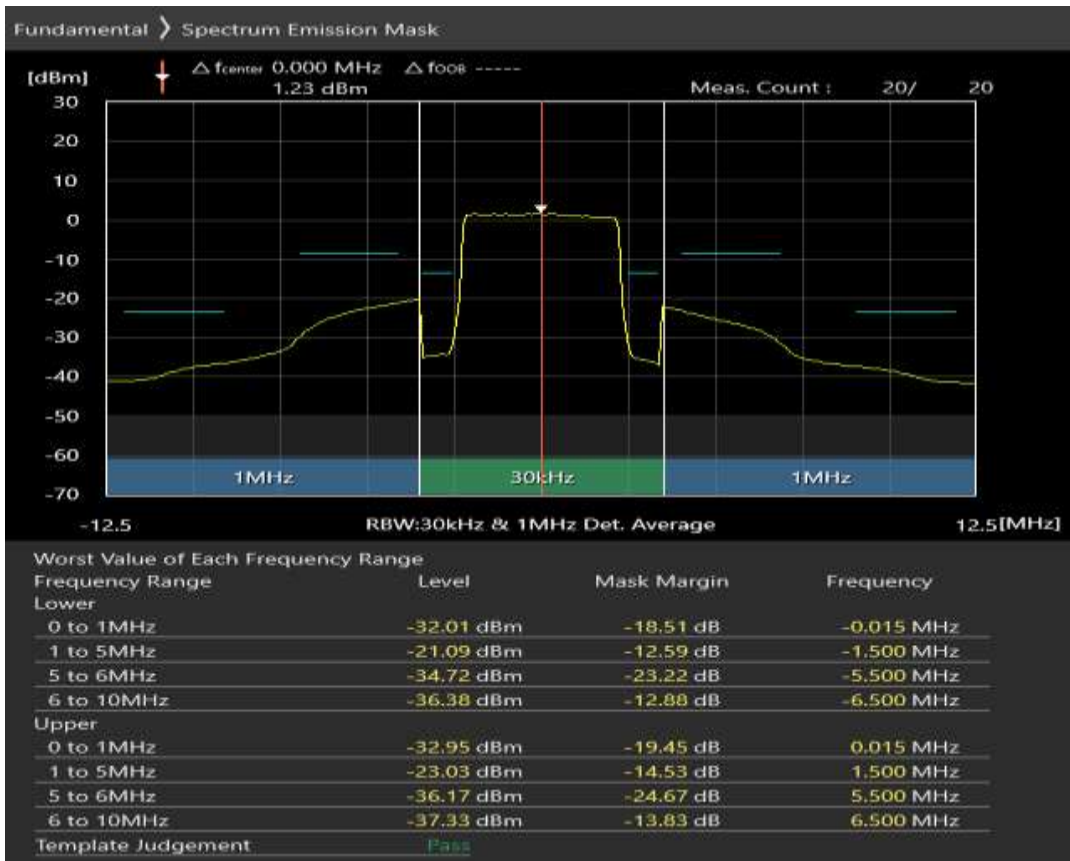 Fundamental 〉 Spectrum Emission Mask
[dBm] Δ fcenter 0.000 MHz Δ fOOB -----
1.23 dBm Meas. Count : 20/ 20
30
20
10
0
-10
-20
-30
-40
-50
-60
1MHz 30kHz 1MHz
-70
-12.5 RBW:30kHz & 1MHz Det. Average 12.5[MHz]
Worst Value of Each Frequency Range
Frequency Range Level Mask Margin Frequency
Lower
0 to 1MHz -32.01 dBm -18.51 dB -0.015 MHz
1 to 5MHz -21.09 dBm -12.59 dB -1.500 MHz
5 to 6MHz -34.72 dBm -23.22 dB -5.500 MHz
6 to 10MHz -36.38 dBm -12.88 dB -6.500 MHz
Upper
0 to 1MHz -32.95 dBm -19.45 dB 0.015 MHz
1 to 5MHz -23.03 dBm -14.53 dB 1.500 MHz
5 to 6MHz -36.17 dBm -24.67 dB 5.500 MHz
6 to 10MHz -37.33 dBm -13.83 dB 6.500 MHz
Template Judgement Pass